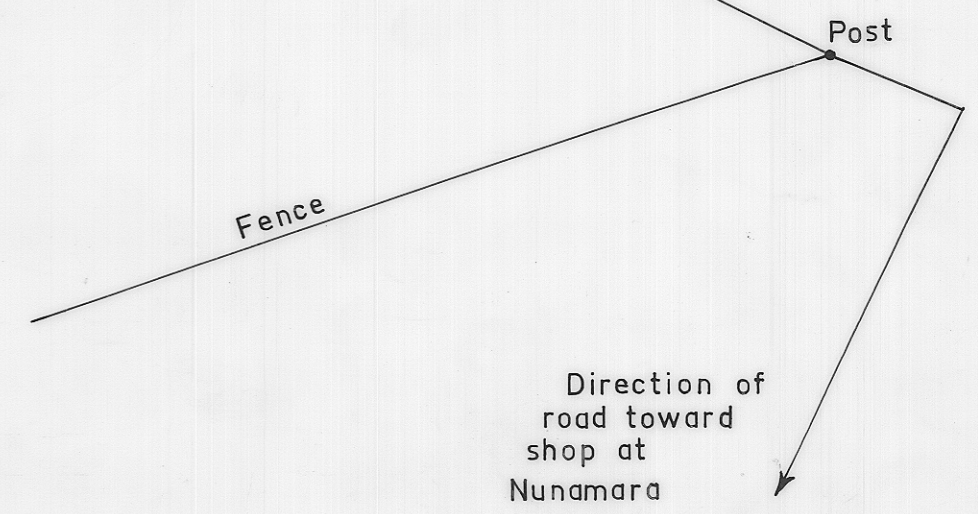 Post
Fence
Direction of
road toward
shop at
Nunamara